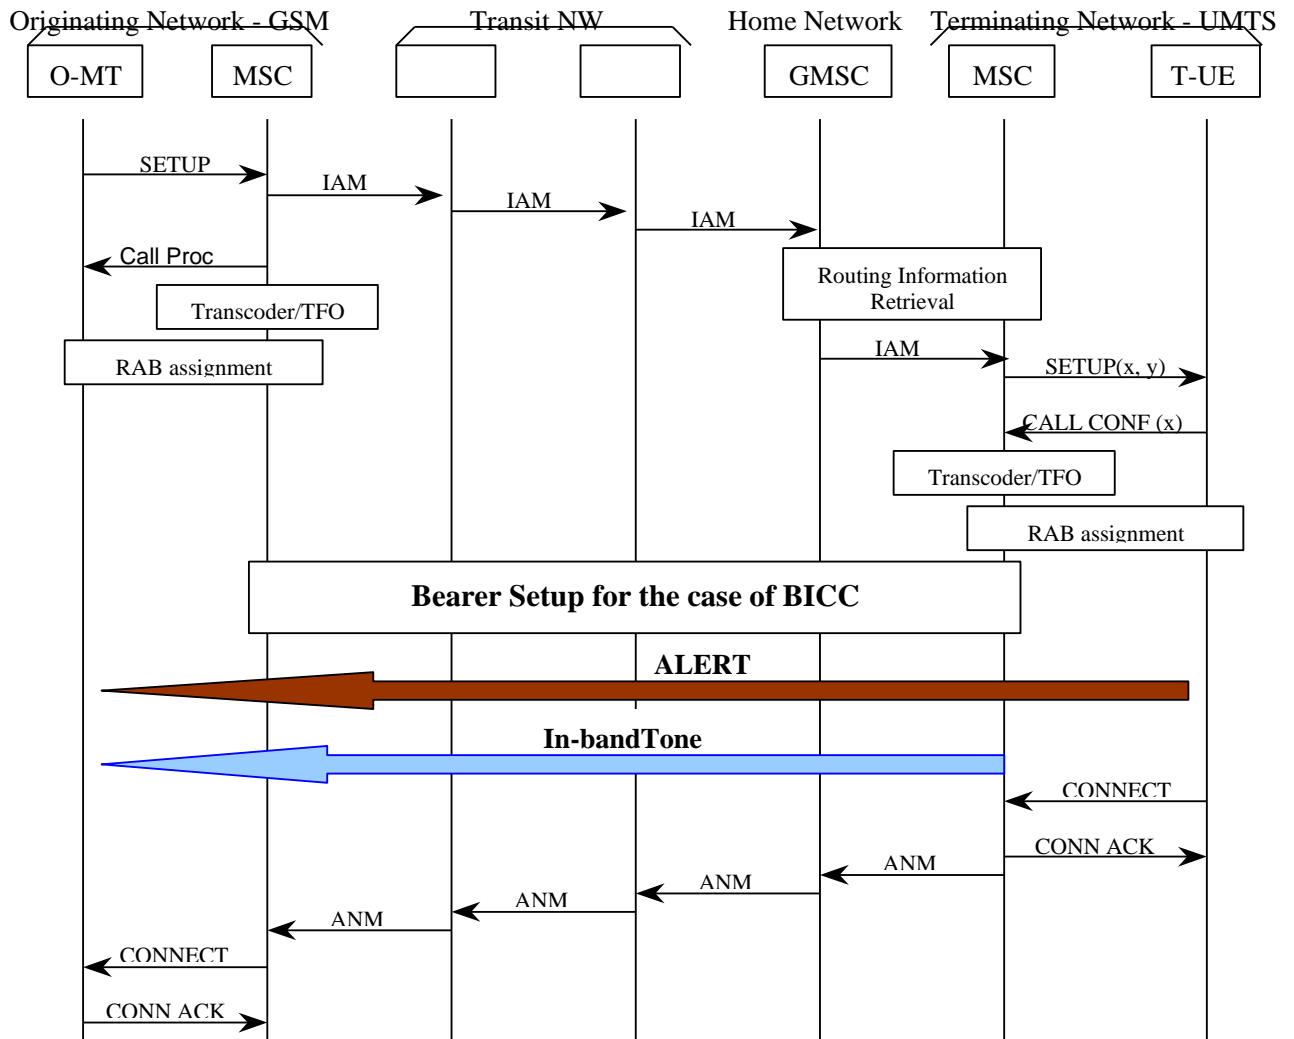 Originating Network - GSM
Transit NW
Home Network
Terminating Network - UMTS
O-MT
MSC
GMSC
MSC
T-UE
SETUP
IAM
IAM
IAM
Call Proc
Routing Information
Retrieval
Transcoder/TFO
RAB assignment
IAM
SETUP(x, y)
CALL CONF (x)
Transcoder/TFO
RAB assignment
Bearer Setup for the case of BICC
ALERT
In-bandTone
CONNECT
CONN ACK
ANM
ANM
ANM
ANM
CONNECT
CONN ACK